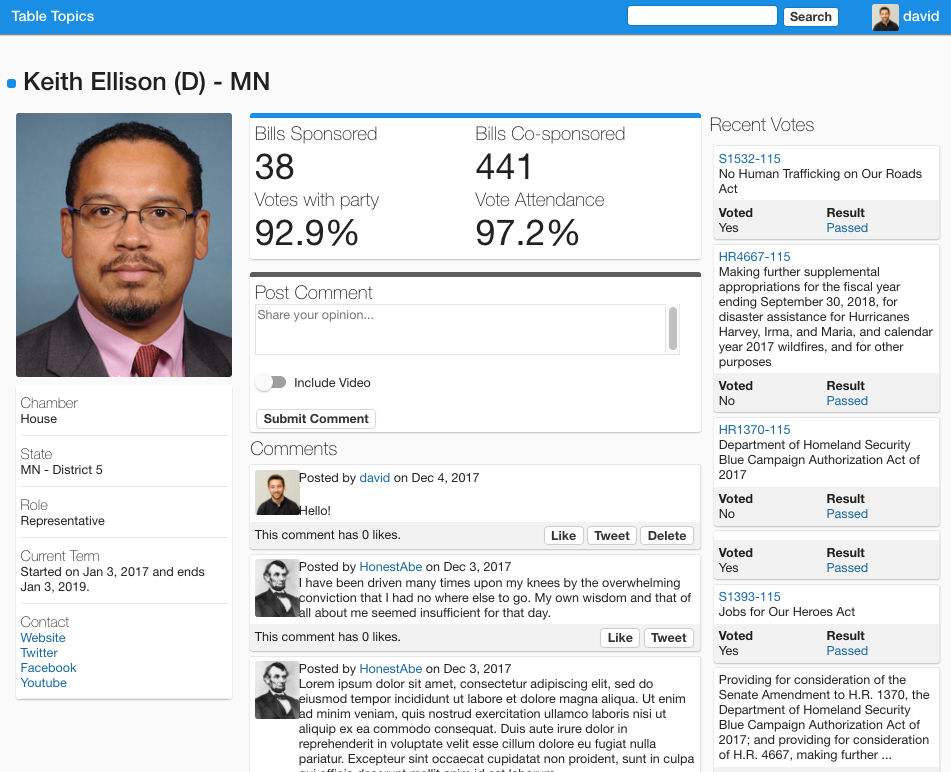 Table Topics
Search
david
Keith Ellison (D) - MN
Chamber
House
State
MN - District 5
Role
Representative
Current Term
Started on Jan 3, 2017 and ends
Jan 3, 2019.
Contact
Website
Twitter
Facebook
Youtube
Bills Sponsored
38
Bills Co-sponsored
441
Votes with party
92.9%
Vote Attendance
97.2%
Post Comment
Share your opinion...
Include Video
Submit Comment
Comments
Posted by david on Dec 4, 2017
Hello!
This comment has 0 likes.
Like
Tweet
Delete
Posted by HonestAbe on Dec 3, 2017
I have been driven many times upon my knees by the overwhelming
conviction that I had no where else to go. My own wisdom and that of
all about me seemed insufficient for that day.
This comment has 0 likes.
Like
Tweet
Posted by HonestAbe on Dec 3, 2017
Lorem ipsum dolor sit amet, consectetur adipiscing elit, sed do
eiusmod tempor incididunt ut labore et dolore magna aliqua. Ut enim
ad minim veniam, quis nostrud exercitation ullamco laboris nisi ut
aliquip ex ea commodo consequat. Duis aute irure dolor in
reprehenderit in voluptate velit esse cillum dolore eu fugiat nulla
pariatur. Excepteur sint occaecat cupidatat non proident, sunt in culpa
qui officia deserunt mollit anim id est laborum.
Recent Votes
S1532-115
No Human Trafficking on Our Roads
Act
Voted
Yes
Result
Passed
HR4667-115
Making further supplemental
appropriations for the fiscal year
ending September 30, 2018, for
disaster assistance for Hurricanes
Harvey, Irma, and Maria, and calendar
year 2017 wildfires, and for other
purposes
Voted
No
Result
Passed
HR1370-115
Department of Homeland Security
Blue Campaign Authorization Act of
2017
Voted
No
Result
Passed
Voted
Yes
Result
Passed
S1393-115
Jobs for Our Heroes Act
Voted
Yes
Result
Passed
Providing for consideration of the
Senate Amendment to H.R. 1370, the
Department of Homeland Security
Blue Campaign Authorization Act of
2017; and providing for consideration
of H.R. 4667, making further ...